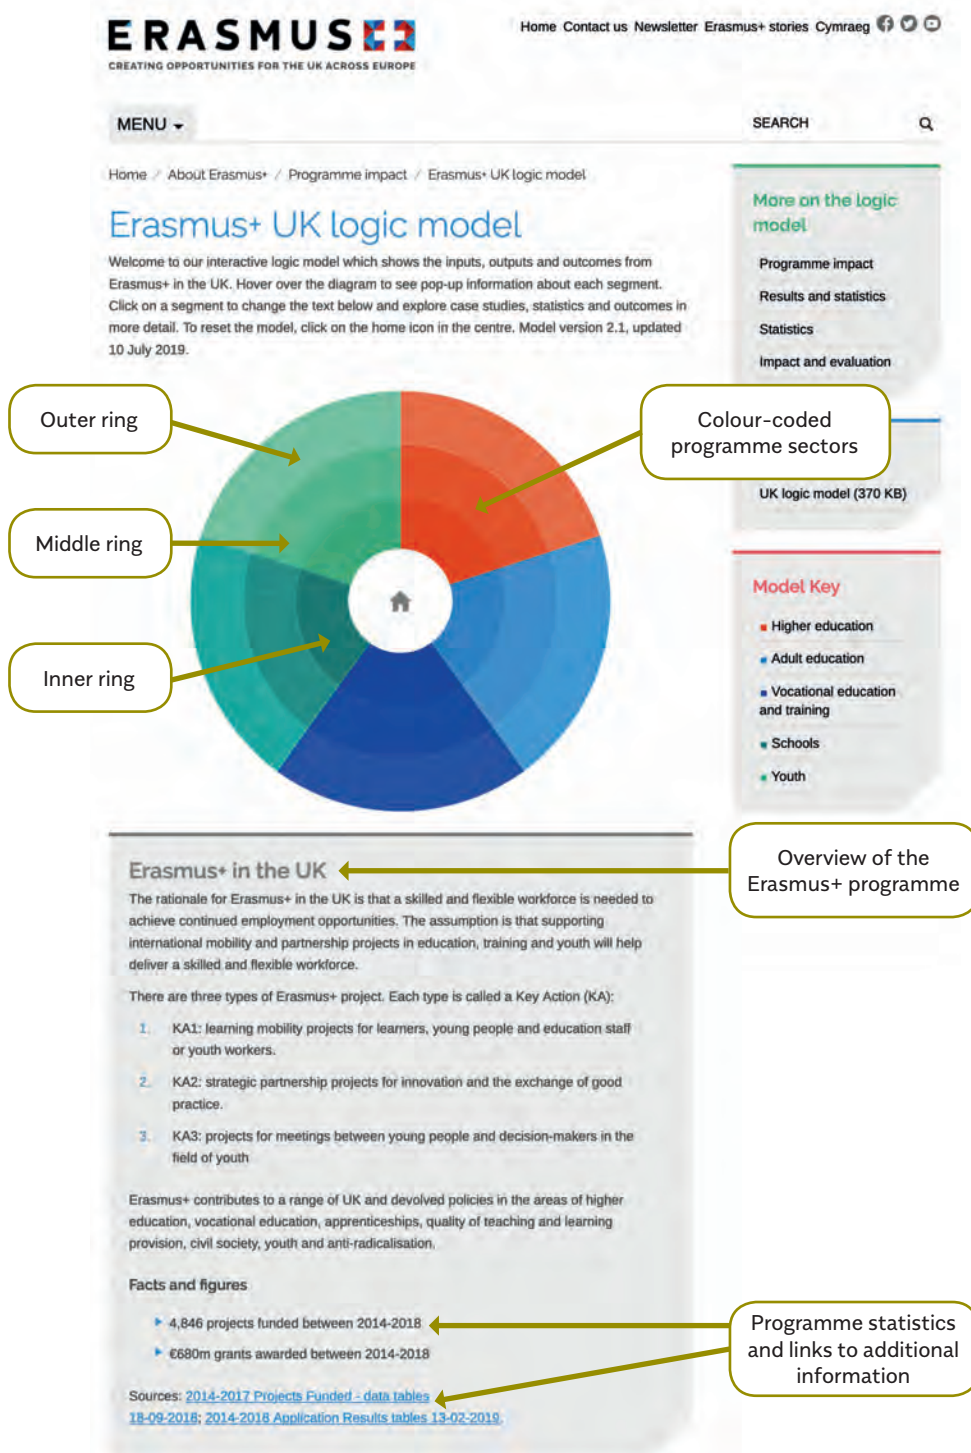 ERASMUS+
CREATING OPPORTUNITIES FOR THE UK ACROSS EUROPE
Home Contact us Newsletter Erasmus+ stories Cymraeg
MENU
SEARCH
Home / About Erasmus+ / Programme impact / Erasmus+ UK logic model
Erasmus+ UK logic model
Welcome to our interactive logic model which shows the inputs, outputs and outcomes from
Erasmus+ in the UK. Hover over the diagram to see pop-up information about each segment.
Click on a segment to change the text below and explore case studies, statistics and outcomes in
more detail. To reset the model, click on the home icon in the centre. Model version 2.1, updated
10 July 2019.
More on the logic
model
Programme impact
Results and statistics
Statistics
Impact and evaluation
Outer ring
Middle ring
Inner ring
Colour-coded
programme sectors
UK logic model (370 KB)
Model Key
Higher education
Adult education
Vocational education
and training
Schools
Youth
Overview of the
Erasmus+ programme
Erasmus+ in the UK
The rationale for Erasmus+ in the UK is that a skilled and flexible workforce is needed to
achieve continued employment opportunities. The assumption is that supporting
international mobility and partnership projects in education, training and youth will help
deliver a skilled and flexible workforce.
There are three types of Erasmus+ project. Each type is called a Key Action (KA):
1. KA1: learning mobility projects for learners, young people and education staff
or youth workers.
2. KA2: strategic partnership projects for innovation and the exchange of good
practice.
3. KA3: projects for meetings between young people and decision-makers in the
field of youth
Erasmus+ contributes to a range of UK and devolved policies in the areas of higher
education, vocational education, apprenticeships, quality of teaching and learning
provision, civil society, youth and anti-radicalisation.
Facts and figures
4,846 projects funded between 2014-2018
€680m grants awarded between 2014-2018
Programme statistics
and links to additional
information
Sources: 2014-2017 Projects Funded - data tables
18-09-2018; 2014-2018 Application Results tables 13-02-2019.